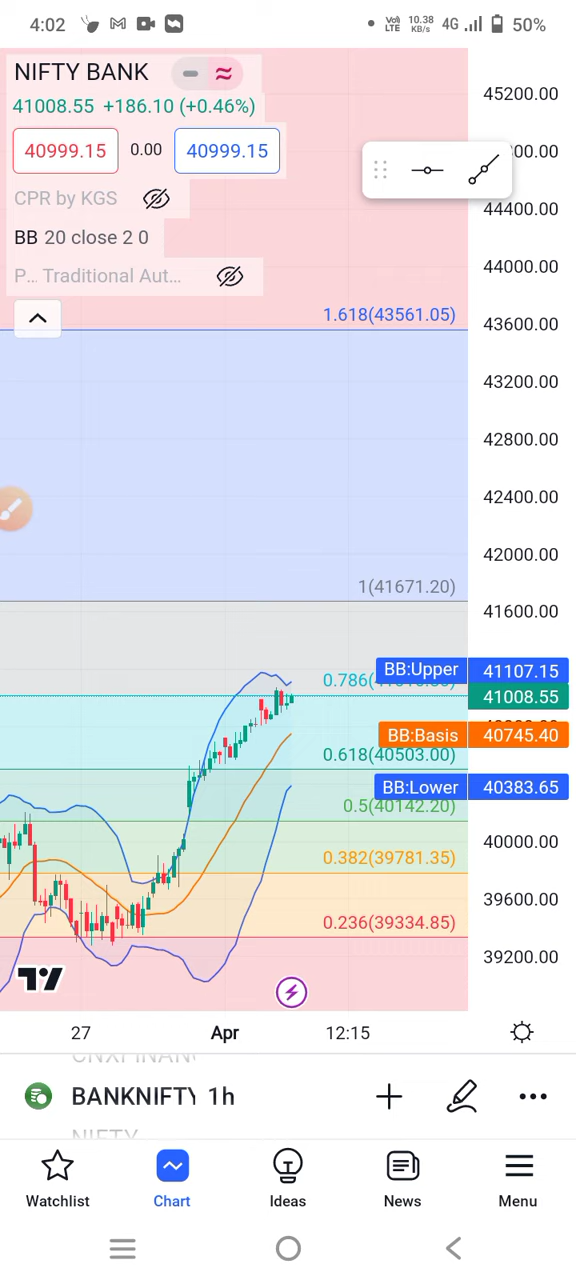 4:02 Vo) LTE 10.38 KB/s 4G 50%
NIFTY BANK
41008.55 +186.10 (+0.46%)
40999.15 0.00 40999.15
CPR by KGS
BB 20 close 2 0
P... Traditional Aut...
45200.00
44400.00
44000.00
1.618(43561.05)
43600.00
43200.00
42800.00
42400.00
42000.00
1(41671.20)
41600.00
BB:Upper 41107.15
0.786(
41008.55
BB:Basis 40745.40
0.618(40503.00)
BB:Lower 40383.65
0.5(40142.20)
40000.00
0.382(39781.35)
39600.00
0.236(39334.85)
39200.00
27 Apr 12:15
BANKNIFTY 1h
NIFTY
Watchlist Chart Ideas News Menu